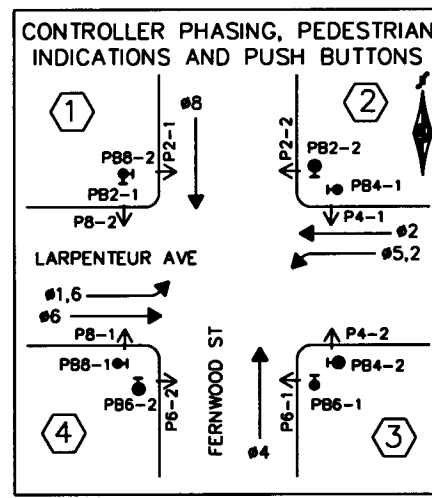 CONTROLLER PHASING, PEDESTRIAN
INDICATIONS AND PUSH BUTTONS
1
ø8
P2-1
P2-2
2
N
PB8-2
PB2-1
P8-2
PB2-2
PB4-1
P4-1
LARPENTEUR AVE
ø2
ø5,2
ø1,6
ø6
P8-1
P4-2
PB8-1
PB6-2
P6-2
FERNWOOD ST
ø4
P6-1
PB4-2
PB6-1
4
3